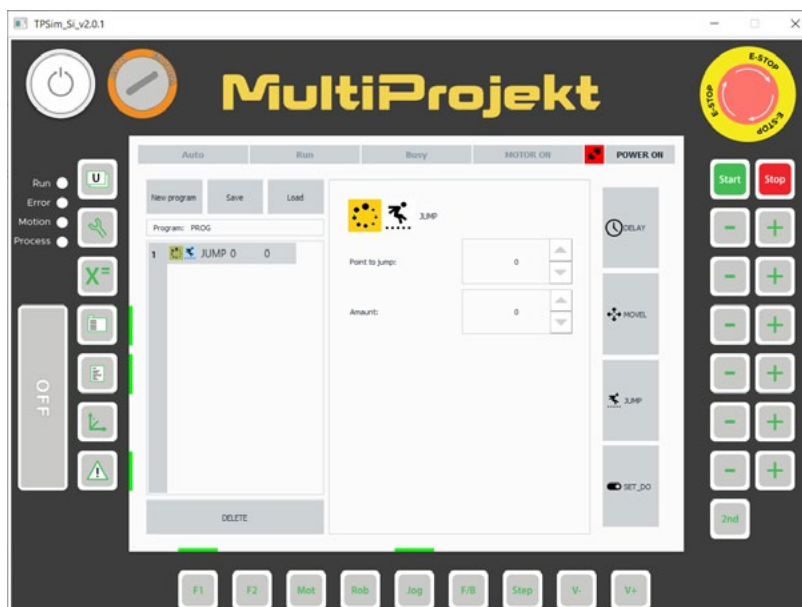 TPSim_Si_v2.0.1
MultiProjekt
E-STOP
E-STOP
E-STOP
Auto Run Busy MOTOR ON POWER ON
Run
Error
Motion
Process
U
X=
OFF
New program Save Load
Program: PROG
1 JUMP 0 0
DELETE
JUMP
Point to jump: 0
Amount: 0
DELAY
MOVEL
JUMP
SET_DO
Start Stop
- +
- +
- +
- +
- +
- +
2nd
F1 F2 Mot Rob Jog F/B Step V- V+